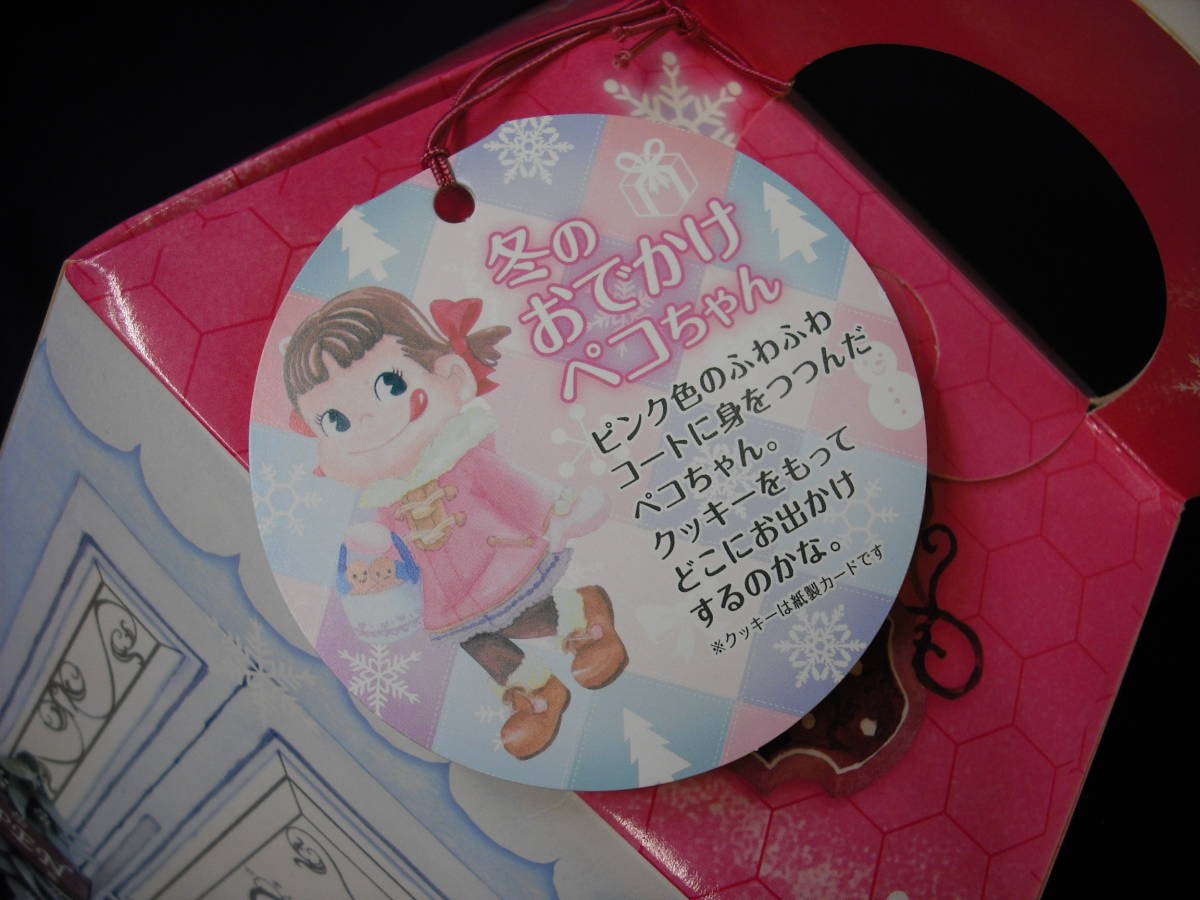 冬の
おでかけ
ペコちゃん
ピンク色のふわふわ
コートに身をつつんだ
ペコちゃん。
クッキーをもって
どこにお出かけ
するのかな。
※クッキーは紙製カードです